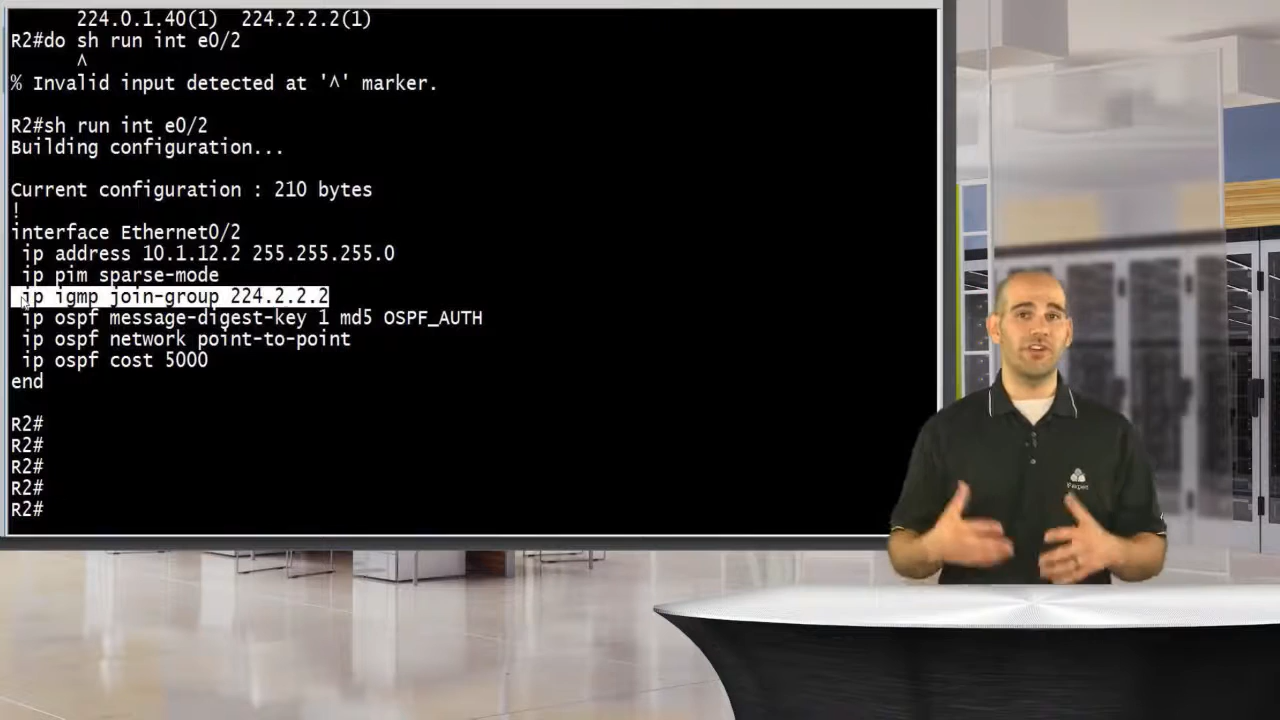 224.0.1.40(1)  224.2.2.2(1)
R2#do sh run int e0/2
^
% Invalid input detected at '^' marker.
R2#sh run int e0/2
Building configuration...
Current configuration : 210 bytes
!
interface Ethernet0/2
ip address 10.1.12.2 255.255.255.0
ip pim sparse-mode
ip igmp join-group 224.2.2.2
ip ospf message-digest-key 1 md5 OSPF_AUTH
ip ospf network point-to-point
ip ospf cost 5000
end
R2#
R2#
R2#
R2#
R2#